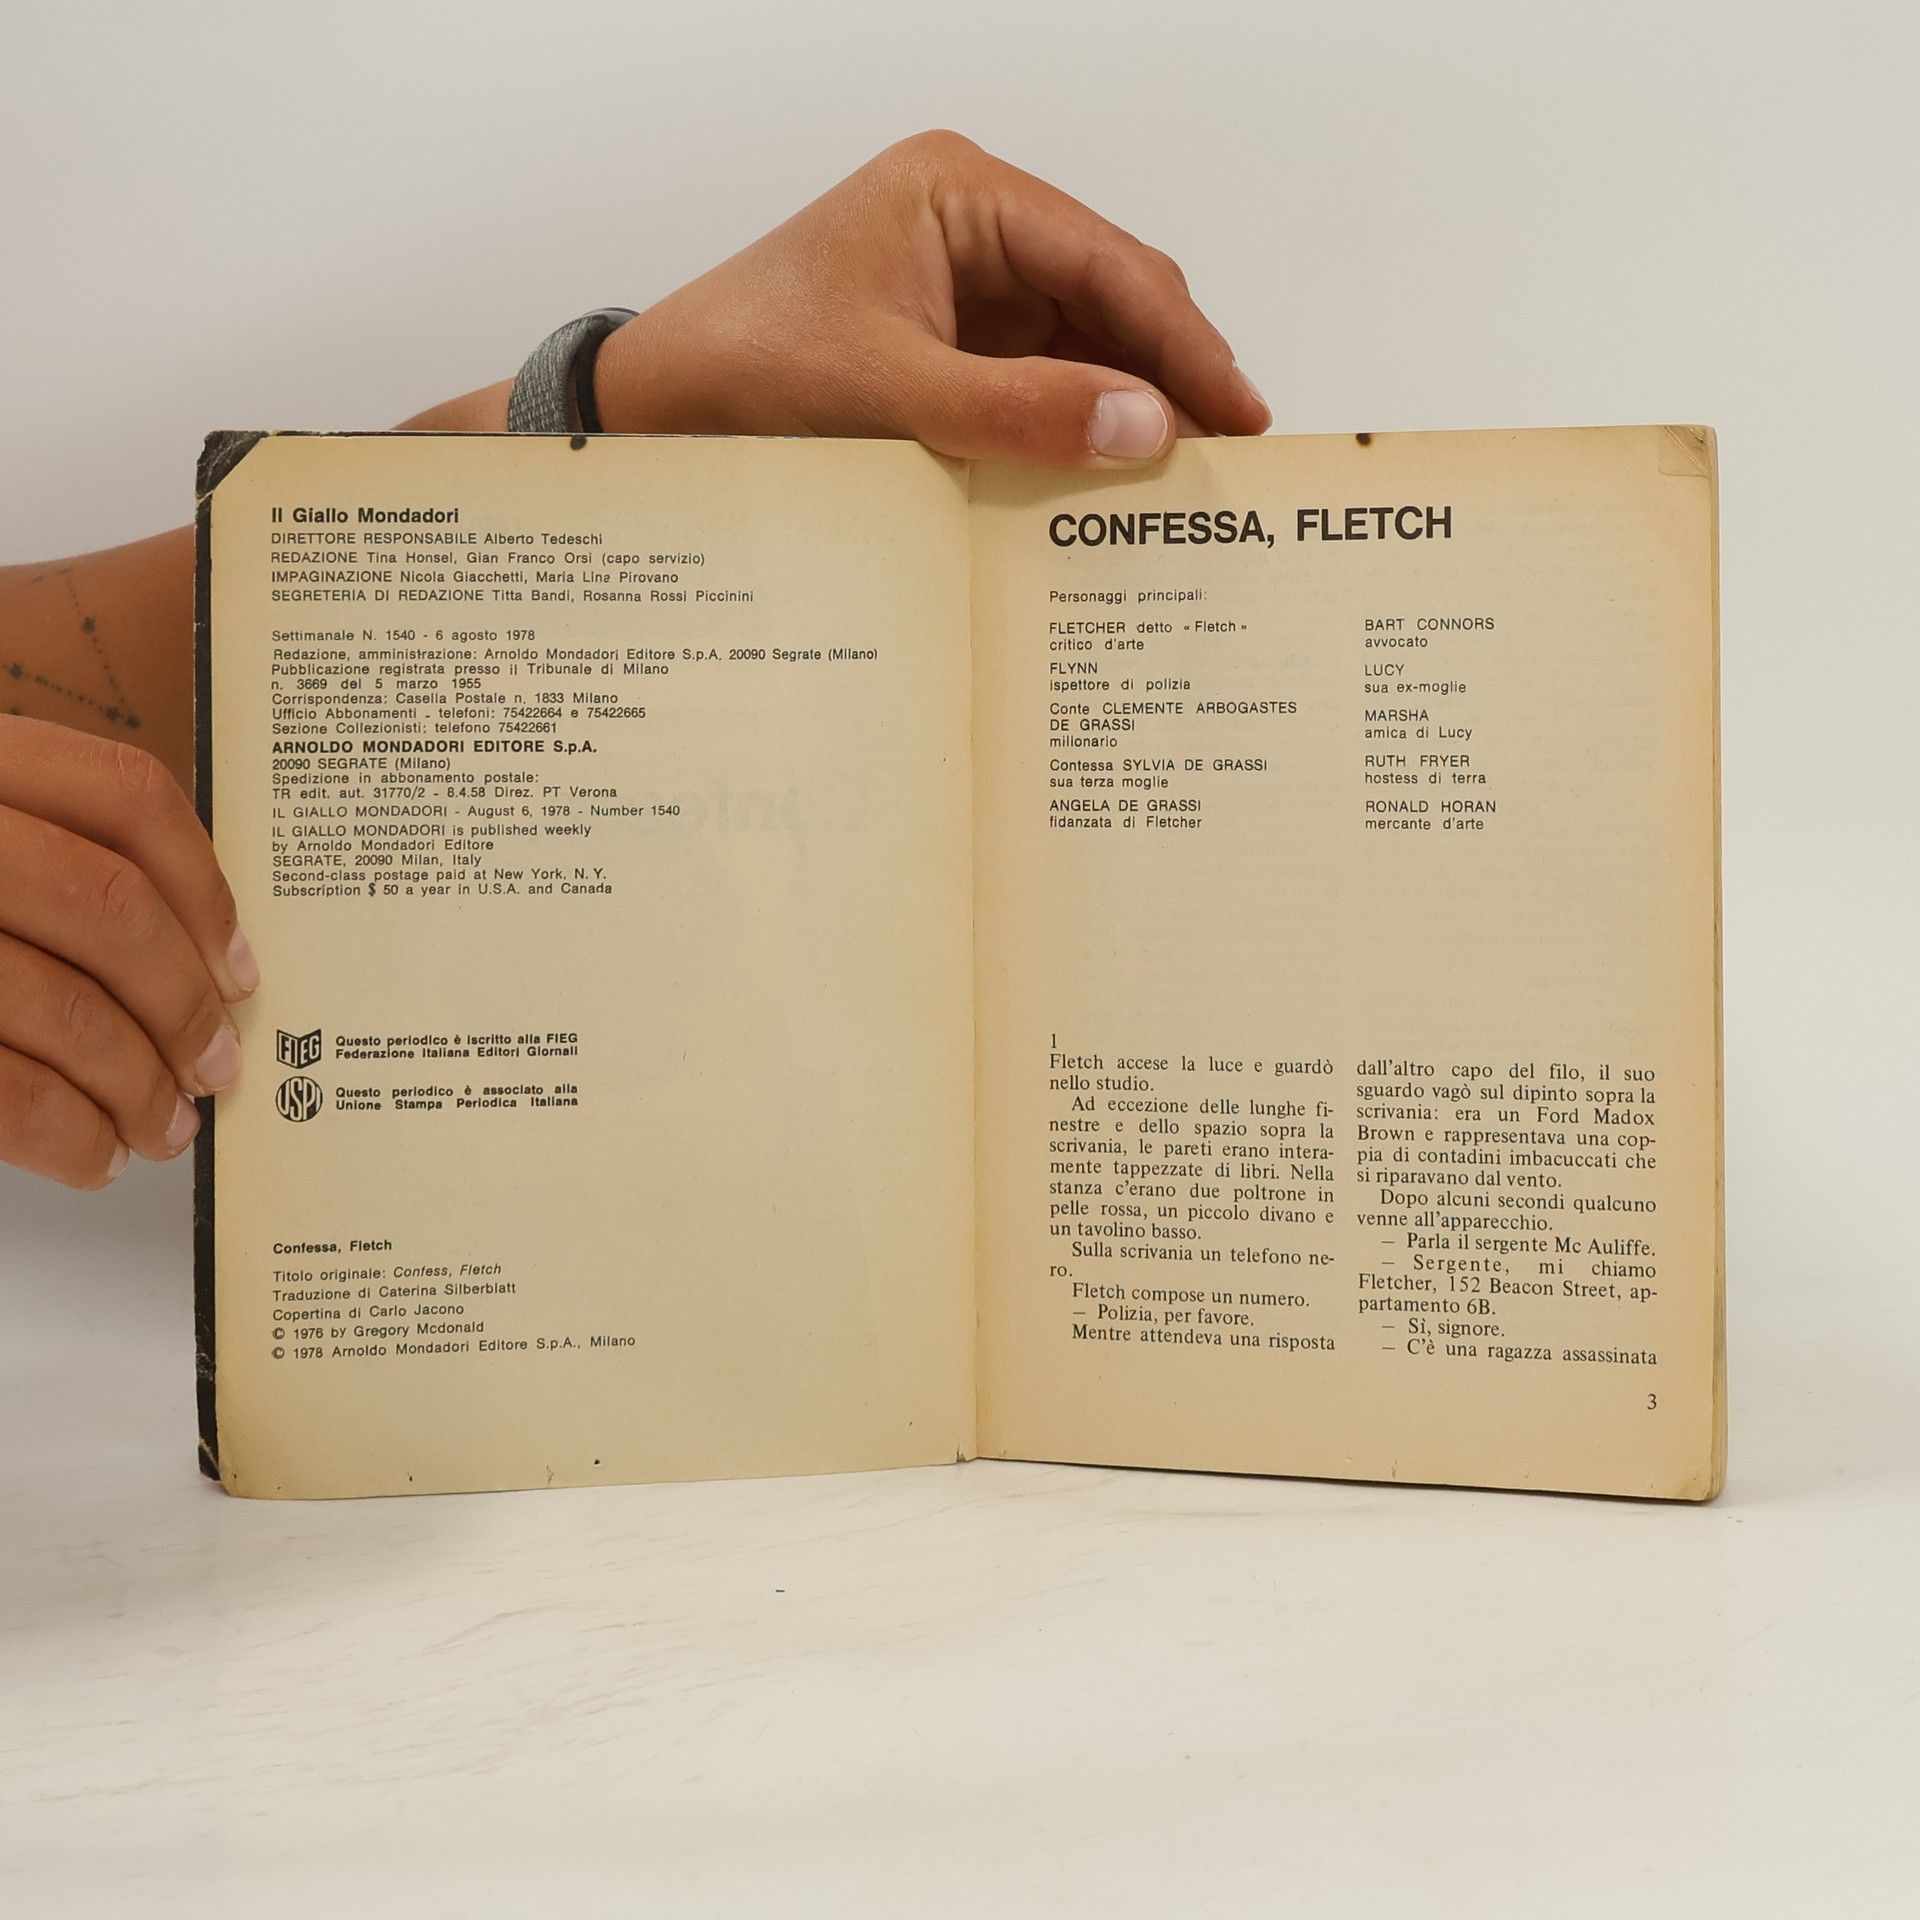 Il Giallo Mondadori
DIRETTORE RESPONSABILE Alberto Tedeschi
REDAZIONE Tina Honsel, Gian Franco Orsi (capo servizio)
IMPAGINAZIONE Nicola Giacchetti, Maria Lina Pirovano
SEGRETERIA DI REDAZIONE Titta Bandi, Rosanna Rossi Piccinini
Settimanale N. 1540 - 6 agosto 1978
Redazione, amministrazione: Arnoldo Mondadori Editore S.p.A. 20090 Segrate (Milano)
Pubblicazione registrata presso il Tribunale di Milano
n. 3669 del 5 marzo 1955
Corrispondenza: Casella Postale n. 1833 Milano
Ufficio Abbonamenti - telefoni: 75422664 e 75422665
Sezione Collezionisti: telefono 75422661
ARNOLDO MONDADORI EDITORE S.p.A.
20090 SEGRATE (Milano)
Spedizione in abbonamento postale:
TR edit. aut. 31770/2 - 8.4.58 Direz. PT Verona
IL GIALLO MONDADORI - August 6, 1978 - Number 1540
IL GIALLO MONDADORI is published weekly
by Arnoldo Mondadori Editore
SEGRATE, 20090 Milan, Italy
Second-class postage paid at New York, N.Y.
Subscription $ 50 a year in U.S.A. and Canada
FIEG
Questo periodico è iscritto alla FIEG
Federazione Italiana Editori Giornali
USPI
Questo periodico è associato alla
Unione Stampa Periodica Italiana
Confessa, Fletch
Titolo originale: Confess, Fletch
Traduzione di Caterina Silberblatt
Copertina di Carlo Jacono
© 1976 by Gregory Mcdonald
© 1978 Arnoldo Mondadori Editore S.p.A., Milano
CONFESSA, FLETCH
Personaggi principali:
FLETCHER detto «Fletch»
critico d'arte
FLYNN
ispettore di polizia
Conte CLEMENTE ARBOGASTES
DE GRASSI
milionario
Contessa SYLVIA DE GRASSI
sua terza moglie
ANGELA DE GRASSI
fidanzata di Fletcher
BART CONNORS
avvocato
LUCY
sua ex-moglie
MARSHA
amica di Lucy
RUTH FRYER
hostess di terra
RONALD HORAN
mercante d'arte
1
Fletch accese la luce e guardò
nello studio.
Ad eccezione delle lunghe fi-
nestre e dello spazio sopra la
scrivania, le pareti erano intera-
mente tappezzate di libri. Nella
stanza c'erano due poltrone in
pelle rossa, un piccolo divano e
un tavolino basso.
Sulla scrivania un telefono ne-
ro.
Fletch compose un numero.
— Polizia, per favore.
Mentre attendeva una risposta
dall'altro capo del filo, il suo
sguardo vagò sul dipinto sopra la
scrivania: era un Ford Madox
Brown e rappresentava una cop-
pia di contadini imbacuccati che
si riparavano dal vento.
Dopo alcuni secondi qualcuno
venne all'apparecchio.
— Parla il sergente Mc Auliffe.
— Sergente, mi chiamo
Fletcher, 152 Beacon Street, ap-
partamento 6B.
— Sì, signore.
— C'è una ragazza assassinata
3